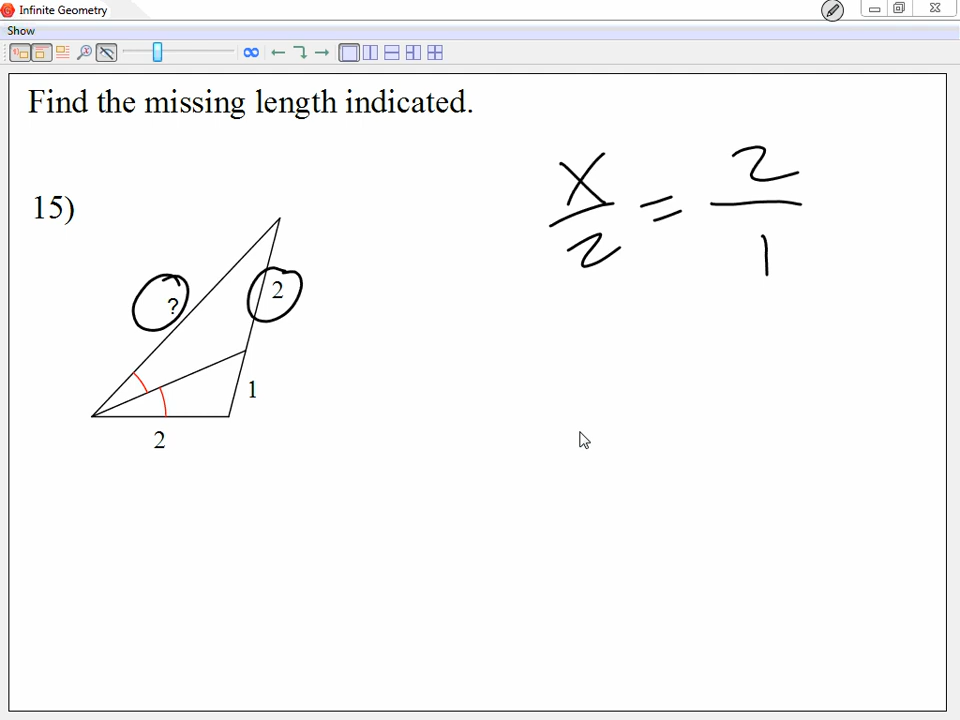 Infinite Geometry
Show
Find the missing length indicated.
15)
?
2
1
2
x/2 = 2/1